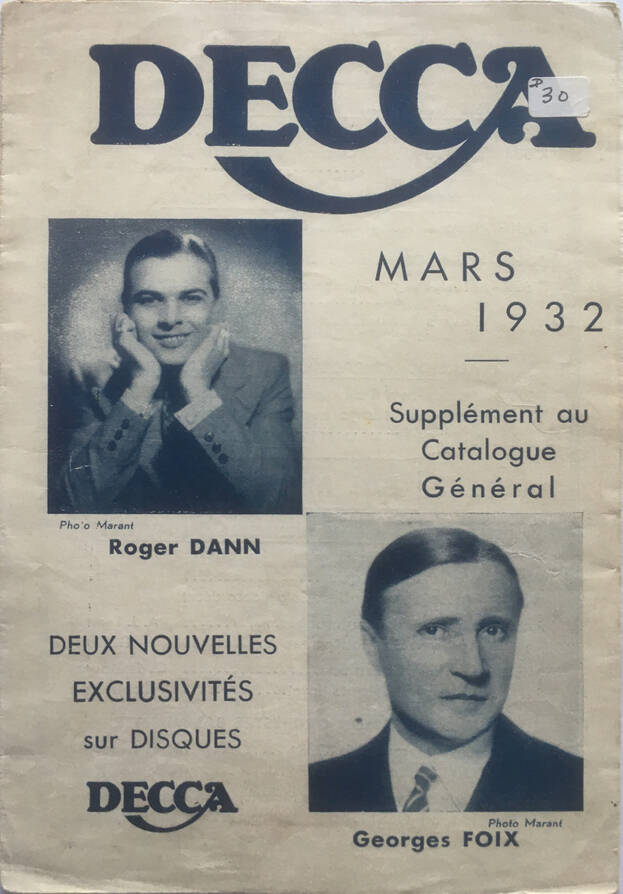 DECCA
30
MARS
1932
Supplément au
Catalogue
Général
Pho'o Marant
Roger DANN
DEUX NOUVELLES
EXCLUSIVITÉS
sur DISQUES
DECCA
Photo Marant
Georges FOIX